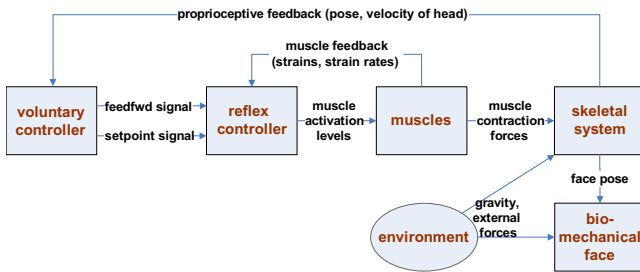 proprioceptive feedback (pose, velocity of head)
muscle feedback
(strains, strain rates)
voluntary
controller
feedfwd signal
setpoint signal
reflex
controller
muscle
activation
levels
muscles
muscle
contraction
forces
skeletal
system
face pose
gravity,
external
forces
environment
bio-
mechanical
face